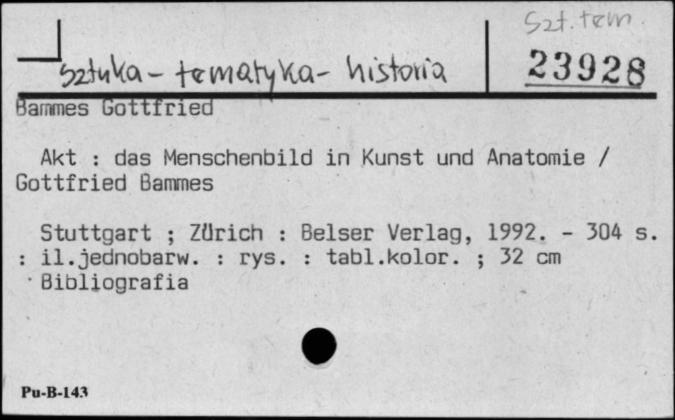 Szt. tem.
sztuka - tematyka - historia
23928
Bammes Gottfried
Akt : das Menschenbild in Kunst und Anatomie /
Gottfried Bammes
Stuttgart ; Zürich : Belser Verlag, 1992. - 304 s.
: il.jednobarw. : rys. : tabl.kolor. ; 32 cm
Bibliografia
Pu-B-143